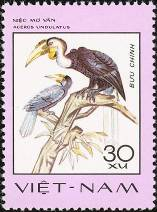 NIỆC MỎ VẰN
ACEROS UNDULATUS
BƯU CHÍNH
30 XU
VIỆT-NAM